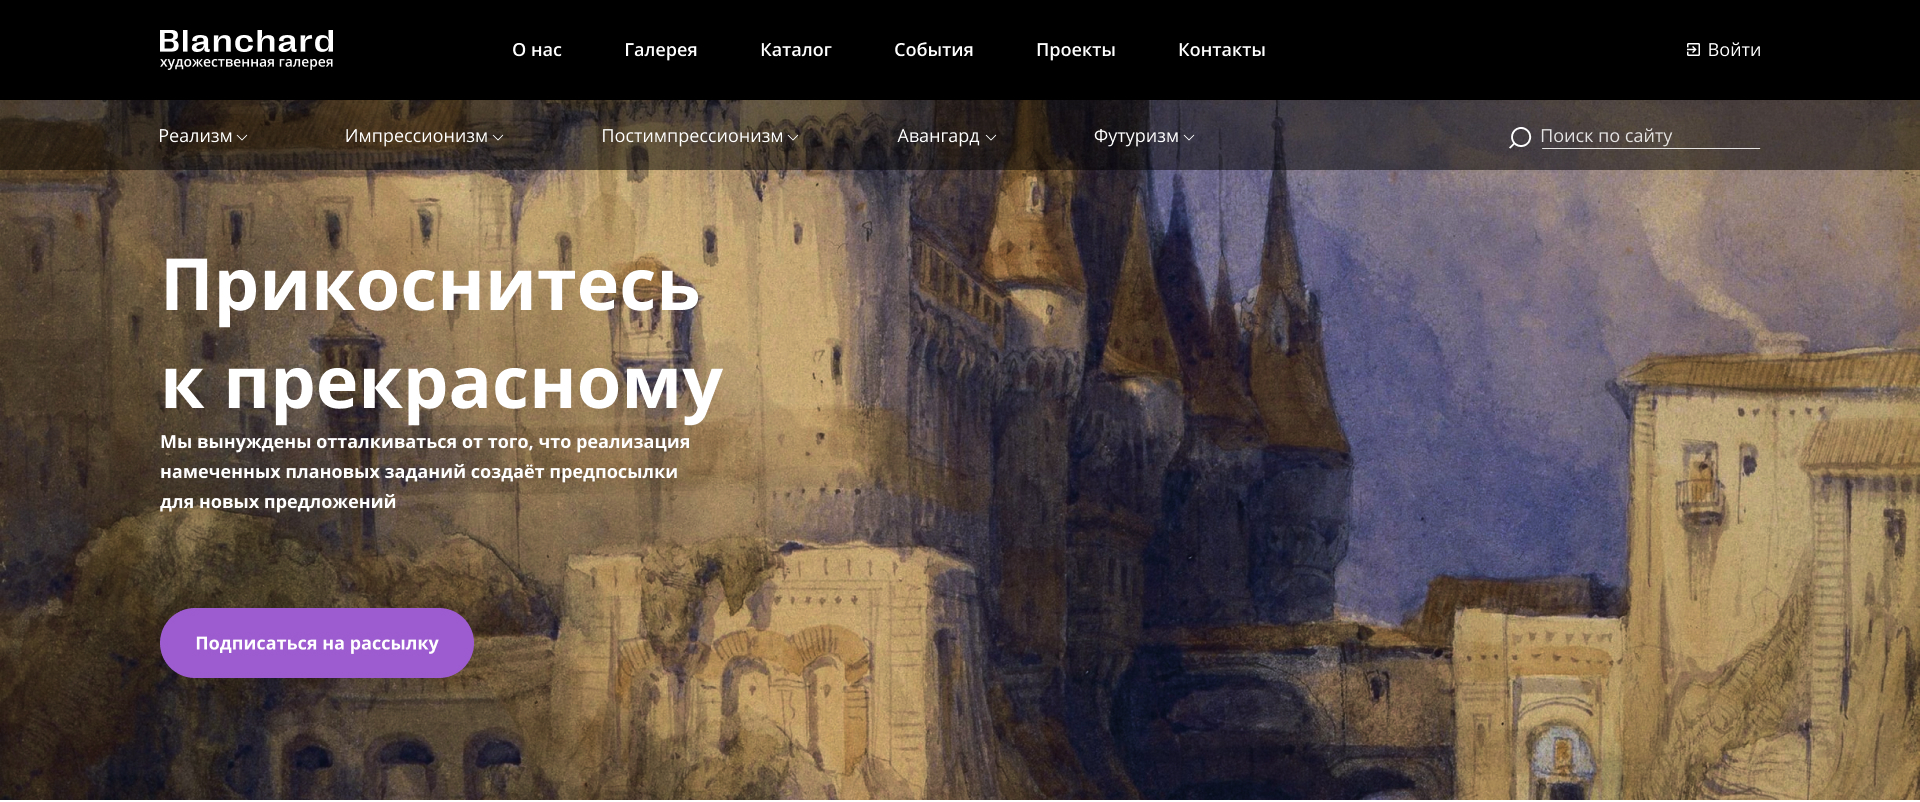 Blanchard
художественная галерея
О нас
Галерея
Каталог
События
Проекты
Контакты
Войти
Реализм
Импрессионизм
Постимпрессионизм
Авангард
Футуризм
Поиск по сайту
Прикоснитесь
к прекрасному
Мы вынуждены отталкиваться от того, что реализация
намеченных плановых заданий создаёт предпосылки
для новых предложений
Подписаться на рассылку